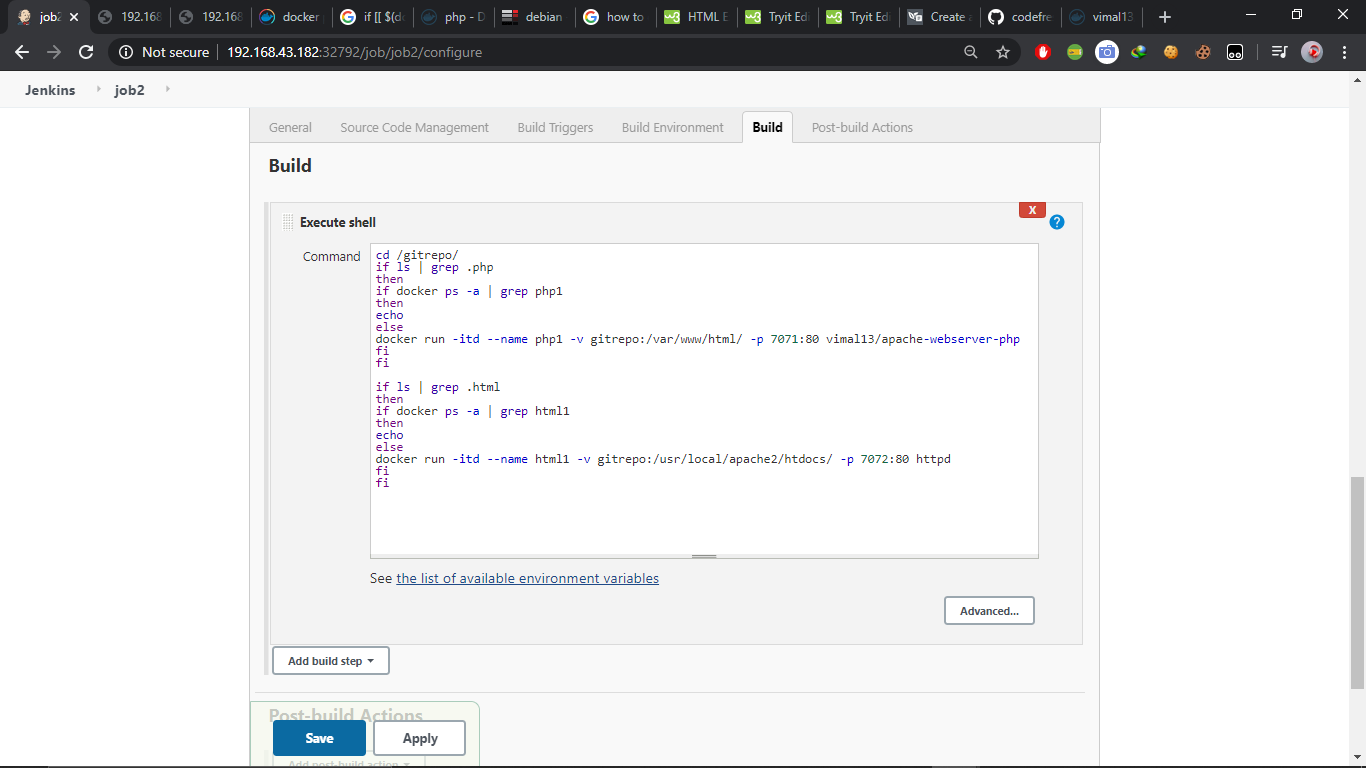 job2
192.168
192.168
docker
if [[ $(d
php - D
debian
how to
HTML E
Tryit Edi
Tryit Edi
Create a
codefre
vimal13
Not secure
192.168.43.182:32792/job/job2/configure
Jenkins
job2
General
Source Code Management
Build Triggers
Build Environment
Build
Post-build Actions
Build
X
Execute shell
?
Command
cd /gitrepo/
if ls | grep .php
then
if docker ps -a | grep php1
then
echo
else
docker run -itd --name php1 -v gitrepo:/var/www/html/ -p 7071:80 vimal13/apache-webserver-php
fi
fi
if ls | grep .html
then
if docker ps -a | grep html1
then
echo
else
docker run -itd --name html1 -v gitrepo:/usr/local/apache2/htdocs/ -p 7072:80 httpd
fi
fi
See the list of available environment variables
Advanced...
Add build step
Post-build Actions
Save
Apply
Add post-build action